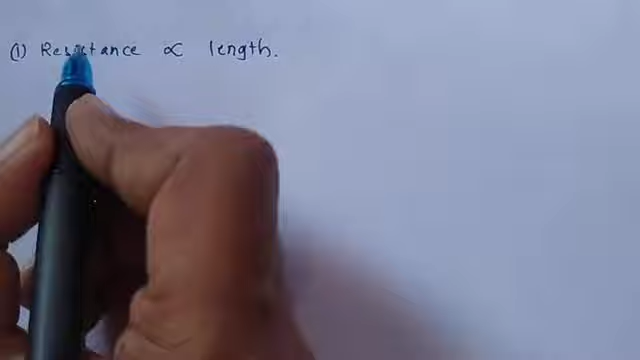 (1) Resistance ∝ length.